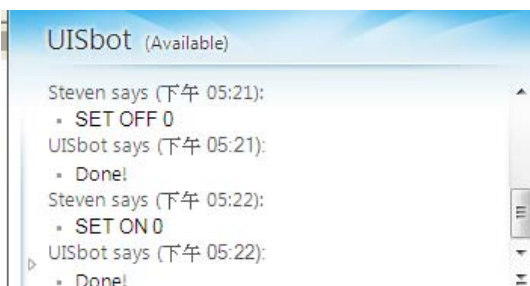 UISbot (Available)
Steven says (下午 05:21):
SET OFF 0
UISbot says (下午 05:21):
Done!
Steven says (下午 05:22):
SET ON 0
UISbot says (下午 05:22):
Done!